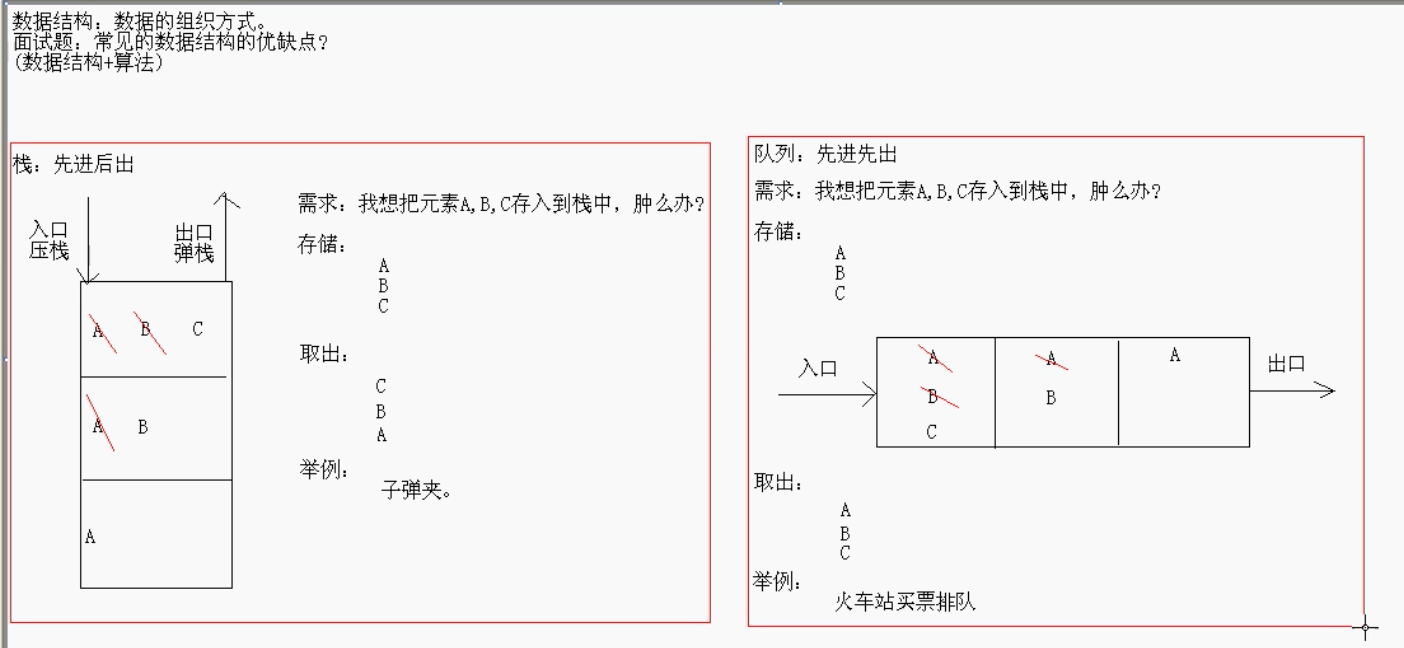 数据结构：数据的组织方式。
面试题：常见的数据结构的优缺点?
(数据结构+算法)
栈：先进后出
入口
压栈
出口
弹栈
A B C
A B
A
需求：我想把元素A,B,C存入到栈中，肿么办?
存储：
A
B
C
取出：
C
B
A
举例：
子弹夹。
队列：先进先出
需求：我想把元素A,B,C存入到栈中，肿么办?
存储：
A
B
C
入口
A A A
B B
C
出口
取出：
A
B
C
举例：
火车站买票排队